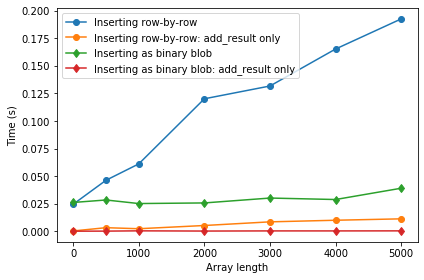 Inserting row-by-row
Inserting row-by-row: add_result only
Inserting as binary blob
Inserting as binary blob: add_result only
0.200
0.175
0.150
0.125
0.100
0.075
0.050
0.025
0.000
Time (s)
0 1000 2000 3000 4000 5000
Array length